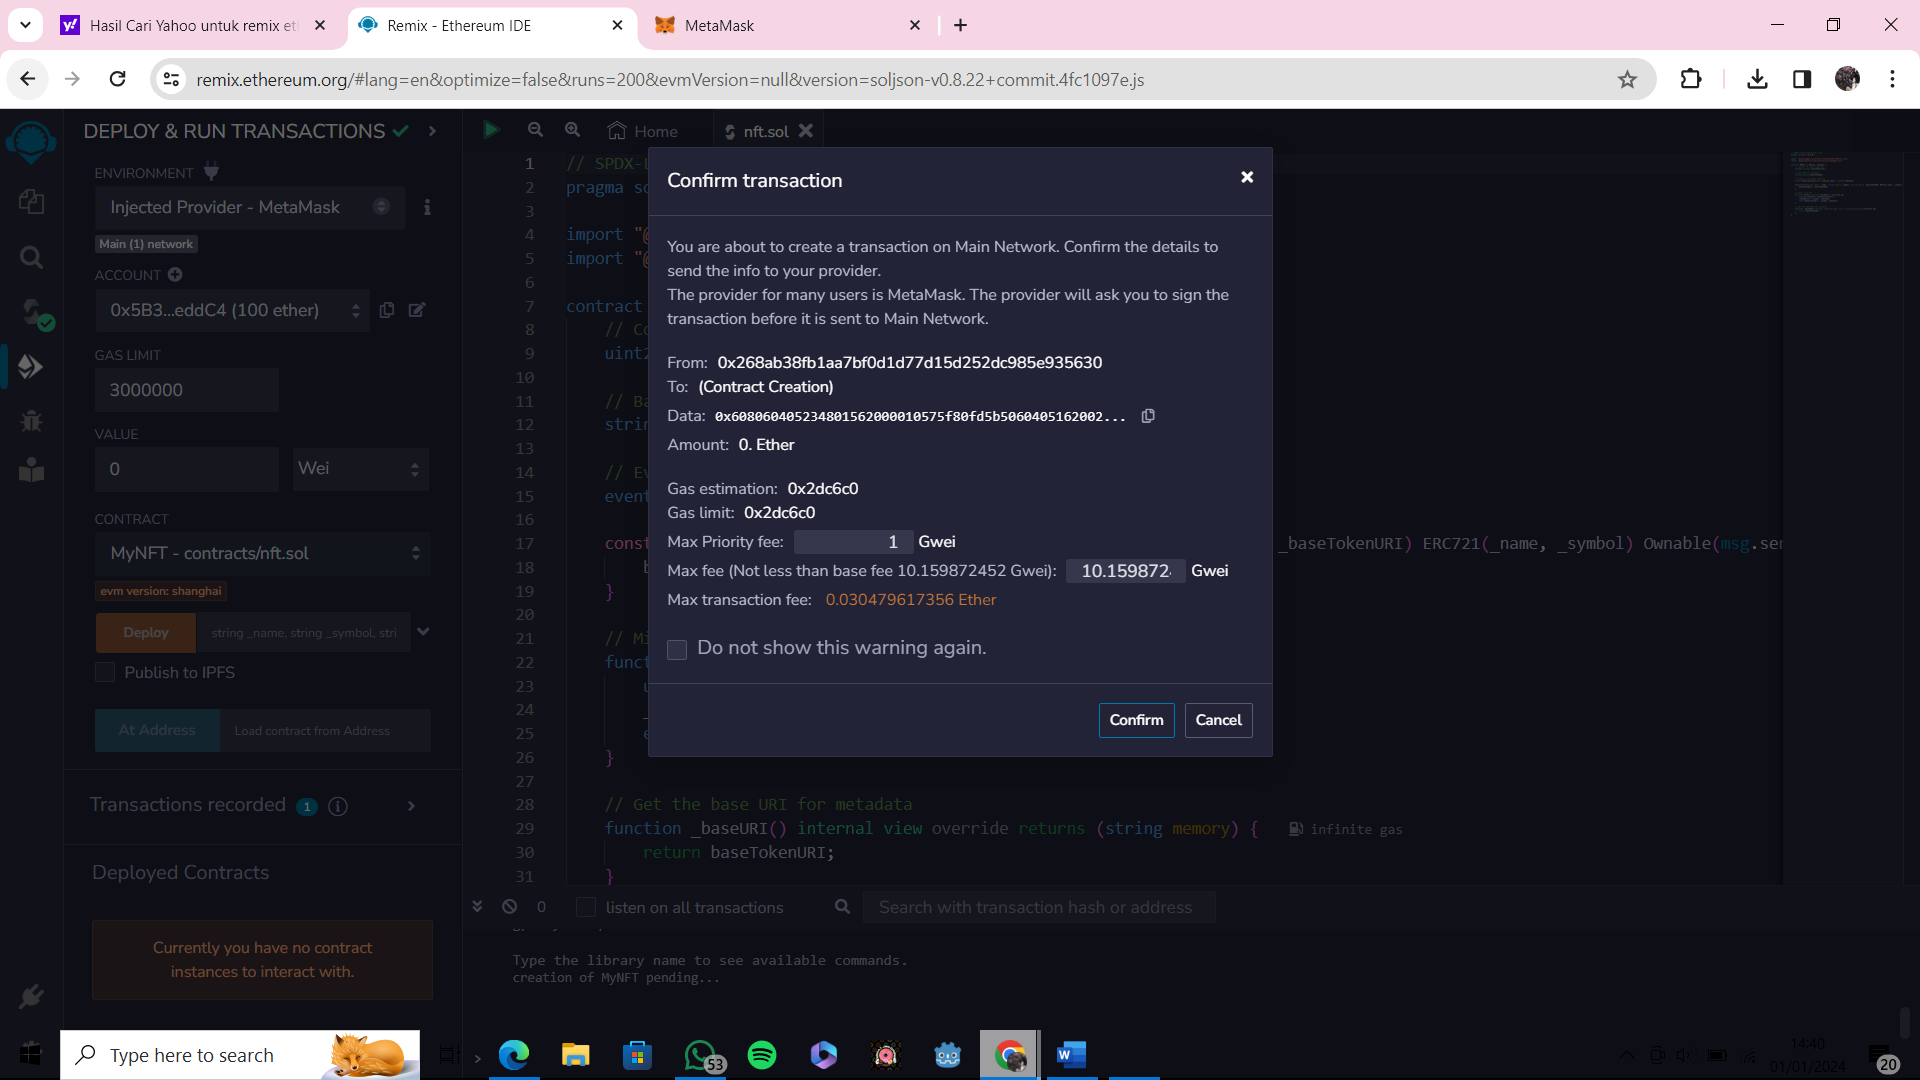 Hasil Cari Yahoo untuk remix et
Remix - Ethereum IDE
MetaMask
remix.ethereum.org/#lang=en&optimize=false&runs=200&evmVersion=null&version=soljson-v0.8.22+commit.4fc1097e.js
DEPLOY & RUN TRANSACTIONS
ENVIRONMENT
Injected Provider - MetaMask
Main (1) network
ACCOUNT
0x5B3...eddC4 (100 ether)
GAS LIMIT
3000000
VALUE
0
Wei
CONTRACT
MyNFT - contracts/nft.sol
evm version: shanghai
Deploy
string _name, string _symbol, stri
Publish to IPFS
At Address
Load contract from Address
Transactions recorded 1
Deployed Contracts
Currently you have no contract
instances to interact with.
Home
nft.sol
1 // SPDX-L
2 pragma so
3
4 import "@
5 import "@
6
7 contract
8 // Co
9 uint2
10
11 // Ba
12 strin
13
14 // Ev
15 event
16
17 const _baseTokenURI) ERC721(_name, _symbol) Ownable(msg.sen
18 b
19 }
20
21 // Mi
22 funct
23
24
25 e
26 }
27
28 // Get the base URI for metadata
29 function _baseURI() internal view override returns (string memory) { infinite gas
30 return baseTokenURI;
31 }
Confirm transaction
You are about to create a transaction on Main Network. Confirm the details to
send the info to your provider.
The provider for many users is MetaMask. The provider will ask you to sign the
transaction before it is sent to Main Network.
From: 0x268ab38fb1aa7bf0d1d77d15d252dc985e935630
To: (Contract Creation)
Data: 0x608060405234801562000010575f80fd5b5060405162002...
Amount: 0. Ether
Gas estimation: 0x2dc6c0
Gas limit: 0x2dc6c0
Max Priority fee: 1 Gwei
Max fee (Not less than base fee 10.159872452 Gwei): 10.159872 Gwei
Max transaction fee: 0.030479617356 Ether
Do not show this warning again.
Confirm
Cancel
0
listen on all transactions
Search with transaction hash or address
Type the library name to see available commands.
creation of MyNFT pending...
Type here to search
53
14:40
01/01/2024
20